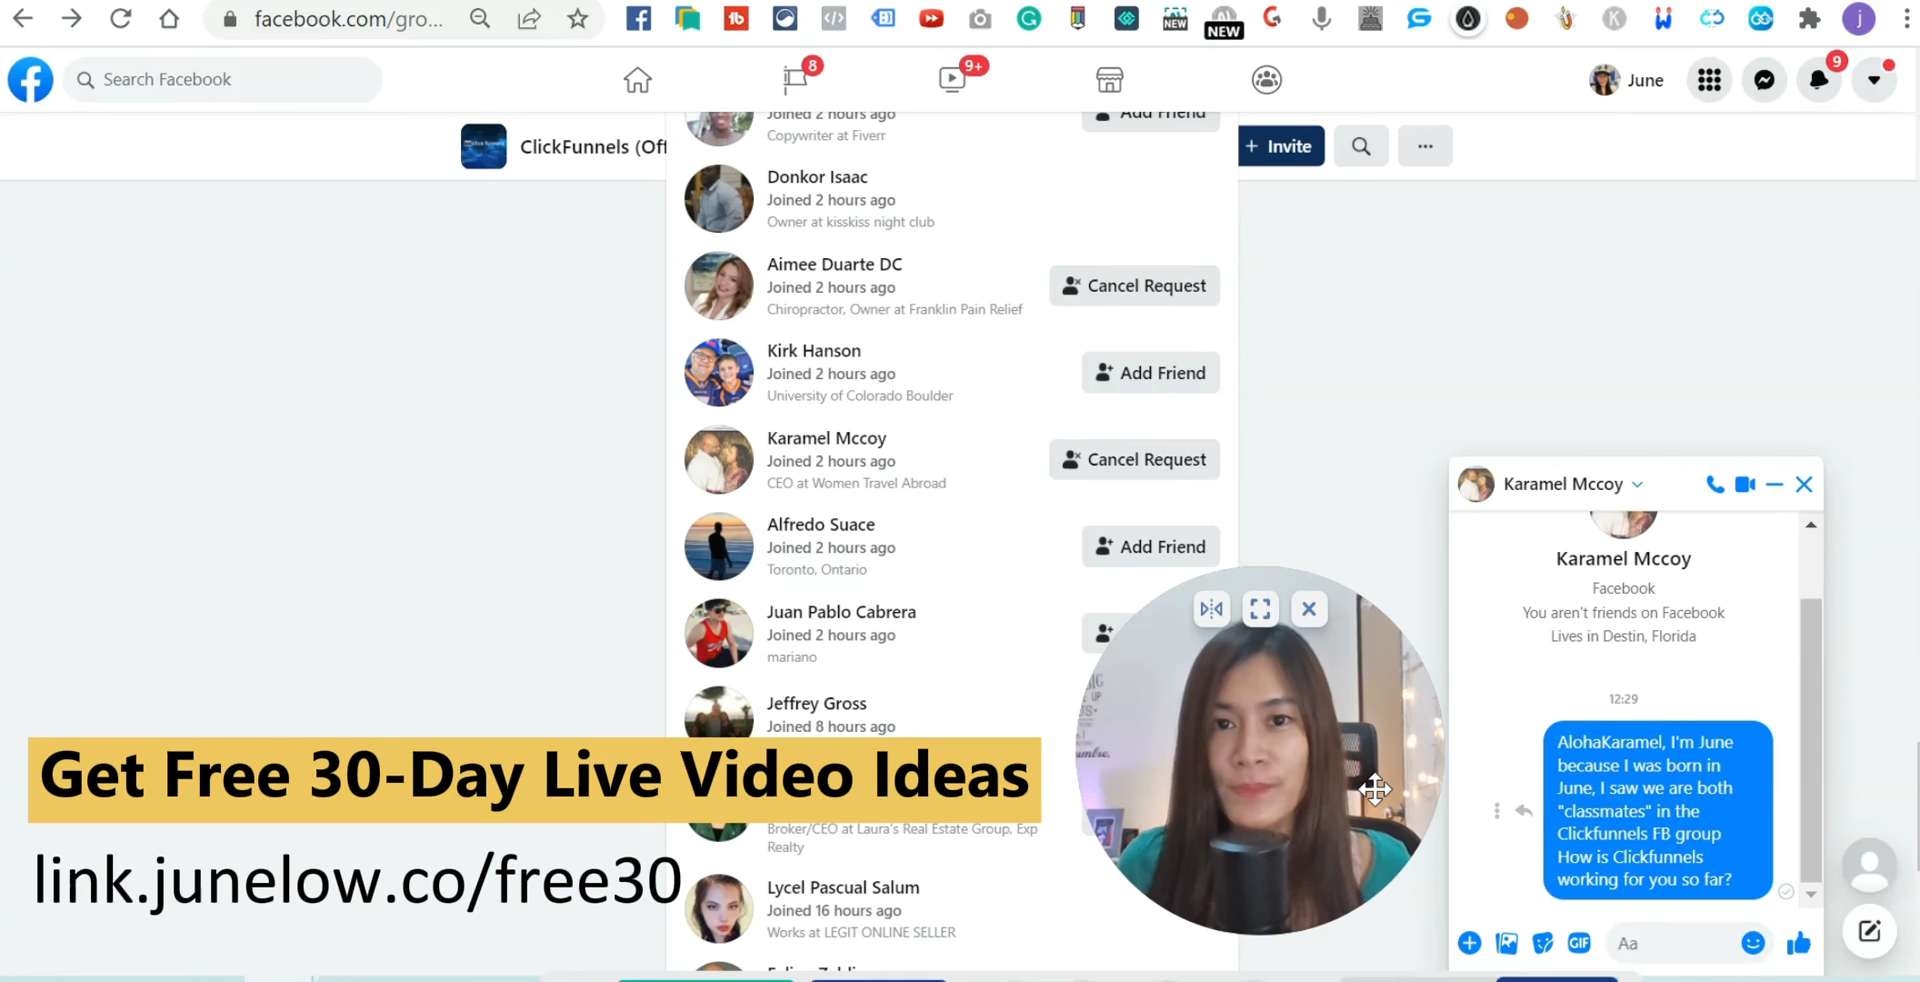 facebook.com/gro...
NEW
NEW
Search Facebook
8
9+
June
9
ClickFunnels (Off
+ Invite
Joined 2 hours ago
Copywriter at Fiverr
Add Friend
Donkor Isaac
Joined 2 hours ago
Owner at kisskiss night club
Aimee Duarte DC
Joined 2 hours ago
Chiropractor, Owner at Franklin Pain Relief
Cancel Request
Kirk Hanson
Joined 2 hours ago
University of Colorado Boulder
Add Friend
Karamel Mccoy
Joined 2 hours ago
CEO at Women Travel Abroad
Cancel Request
Alfredo Suace
Joined 2 hours ago
Toronto, Ontario
Add Friend
Juan Pablo Cabrera
Joined 2 hours ago
mariano
Jeffrey Gross
Joined 8 hours ago
Get Free 30-Day Live Video Ideas
Broker/CEO at Laura's Real Estate Group, Exp
Realty
link.junelow.co/free30
Lycel Pascual Salum
Joined 16 hours ago
Works at LEGIT ONLINE SELLER
Karamel Mccoy
Karamel Mccoy
Facebook
You aren't friends on Facebook
Lives in Destin, Florida
12:29
AlohaKaramel, I'm June
because I was born in
June, I saw we are both
"classmates" in the
Clickfunnels FB group
How is Clickfunnels
working for you so far?
GIF
Aa